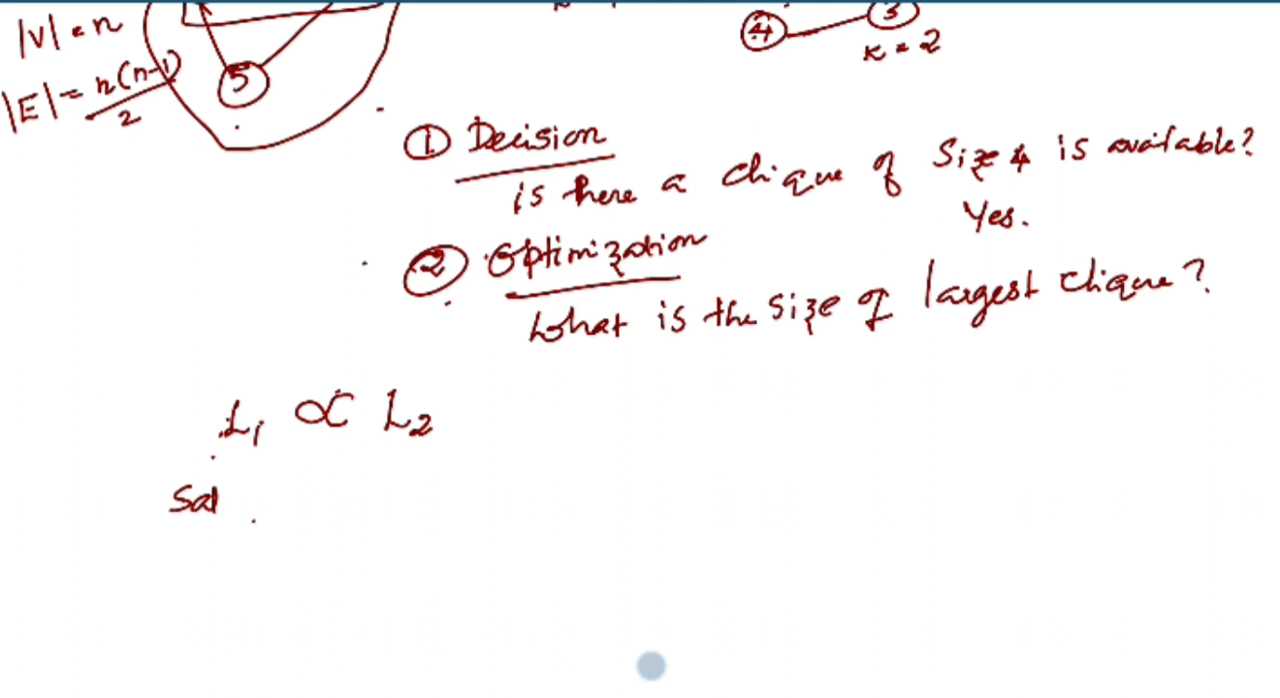 |V| = n
|E| = n(n-1)/2
5
4 3
K = 2
① Decision
is there a clique of Size 4 is available?
Yes.
② Optimization
What is the size of largest clique?
L1 ∝ L2
Sat